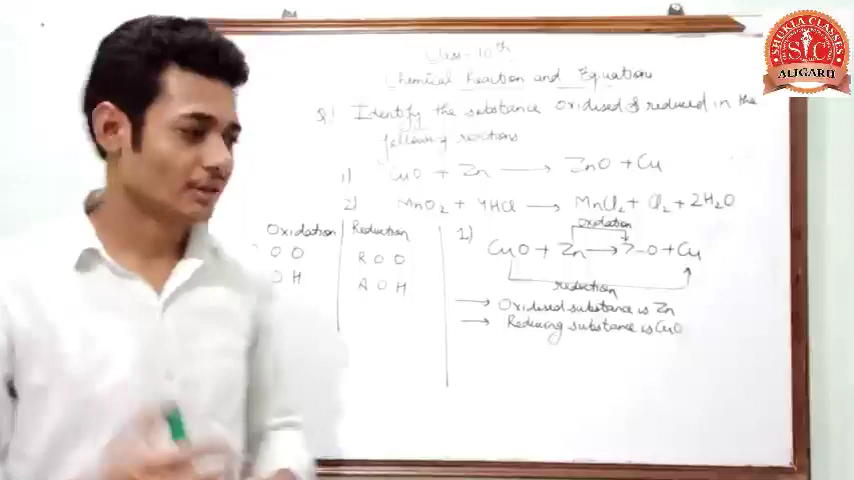 Class - 10th
Chemical Reaction and Equation
Q1 Identify the substance oxidised & reduced in the
following reactions
1) CuO + Zn ⟶ ZnO + Cu
2) MnO2 + 4HCl ⟶ MnCl2 + Cl2 + 2H2O
Oxidation Reduction
O O
O H
R O O
A O H
oxidation
1) CuO + Zn ⟶ O + Cu
reduction
→ Oxidised substance is Zn
→ Reducing substance is CuO
SHUKLA CLASSES
SC
ALIGARH